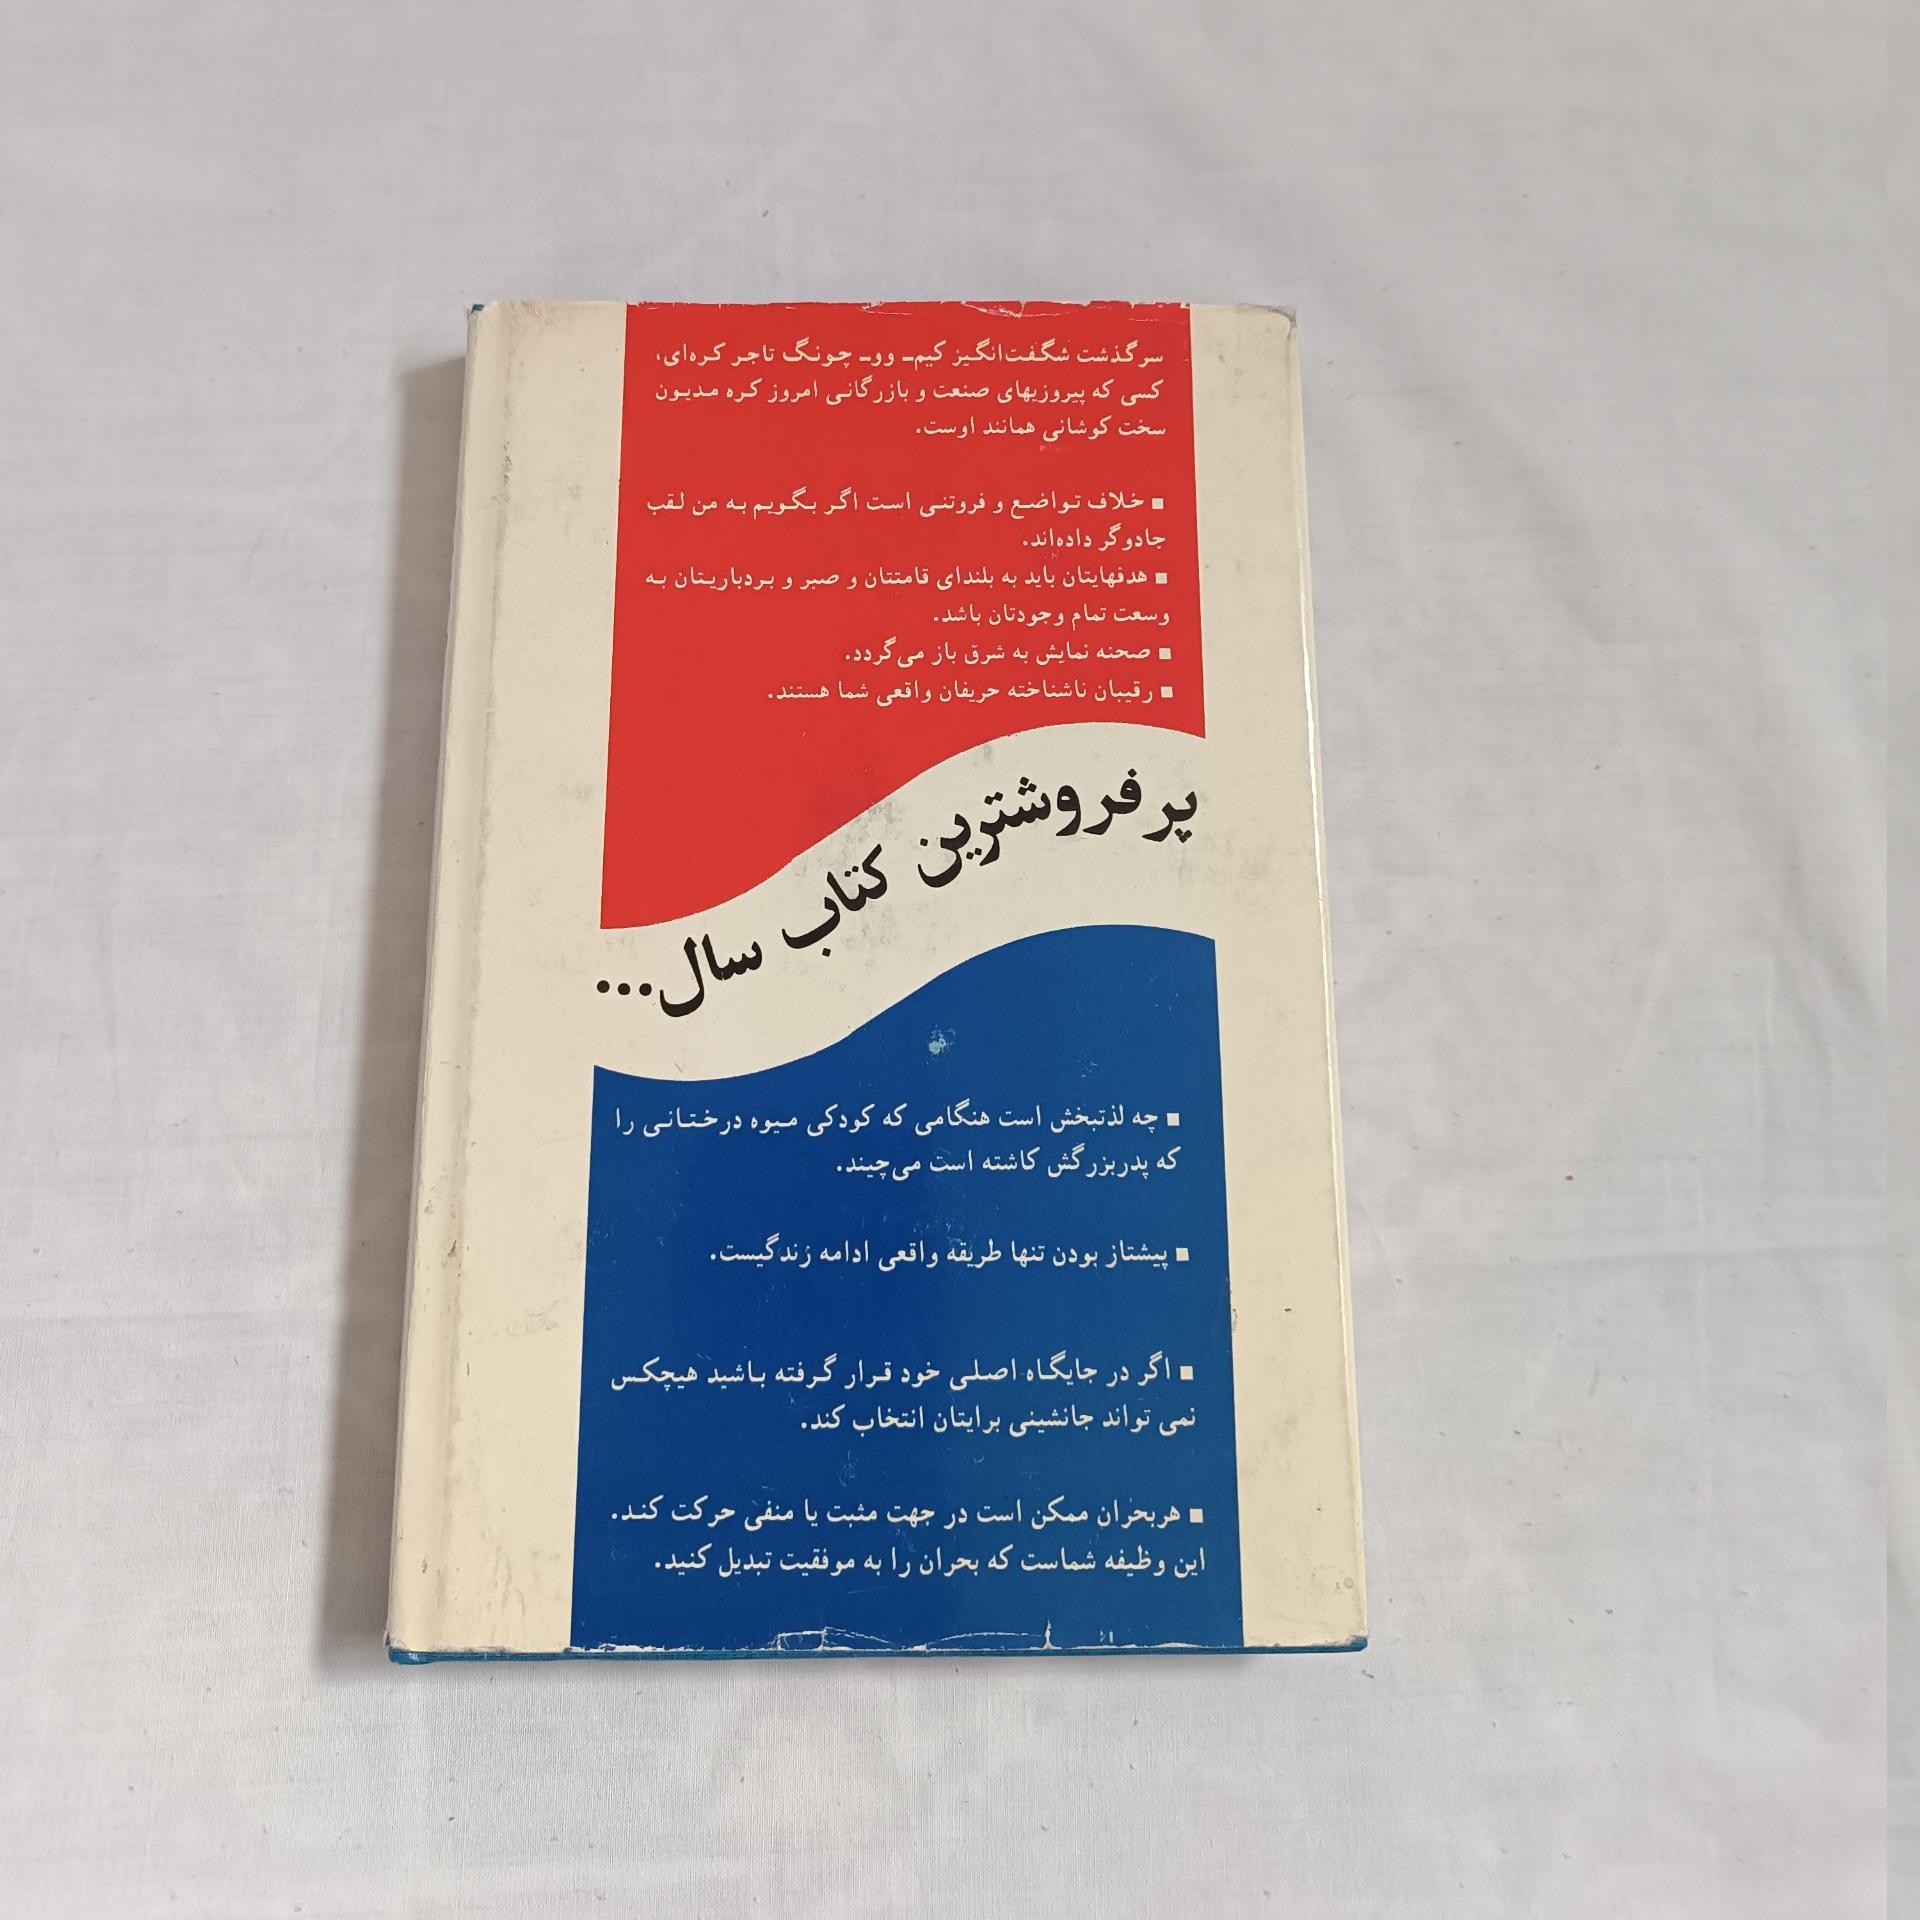 سرگذشت شگفت‌انگیز کیم- وو- چونگ تاجر کره‌ای،
کسی که پیروزیهای صنعت و بازرگانی امروز کره مدیون
سخت کوشانی همانند اوست.
■ خلاف تواضع و فروتنی است اگر بگویم به من لقب
جادوگر داده‌اند.
■ هدفهایتان باید به بلندای قامتتان و صبر و بردباریتان به
وسعت تمام وجودتان باشد.
■ صحنه نمایش به شرق باز می‌گردد.
■ رقیبان ناشناخته حریفان واقعی شما هستند.
پرفروشترین کتاب سال...
■ چه لذتبخش است هنگامی که کودکی میوه درختانی را
که پدربزرگش کاشته است می‌چیند.
■ پیشتاز بودن تنها طریقه واقعی ادامه زندگیست.
■ اگر در جایگاه اصلی خود قرار گرفته باشید هیچکس
نمی تواند جانشینی برایتان انتخاب کند.
■ هربحران ممکن است در جهت مثبت یا منفی حرکت کند.
این وظیفه شماست که بحران را به موفقیت تبدیل کنید.